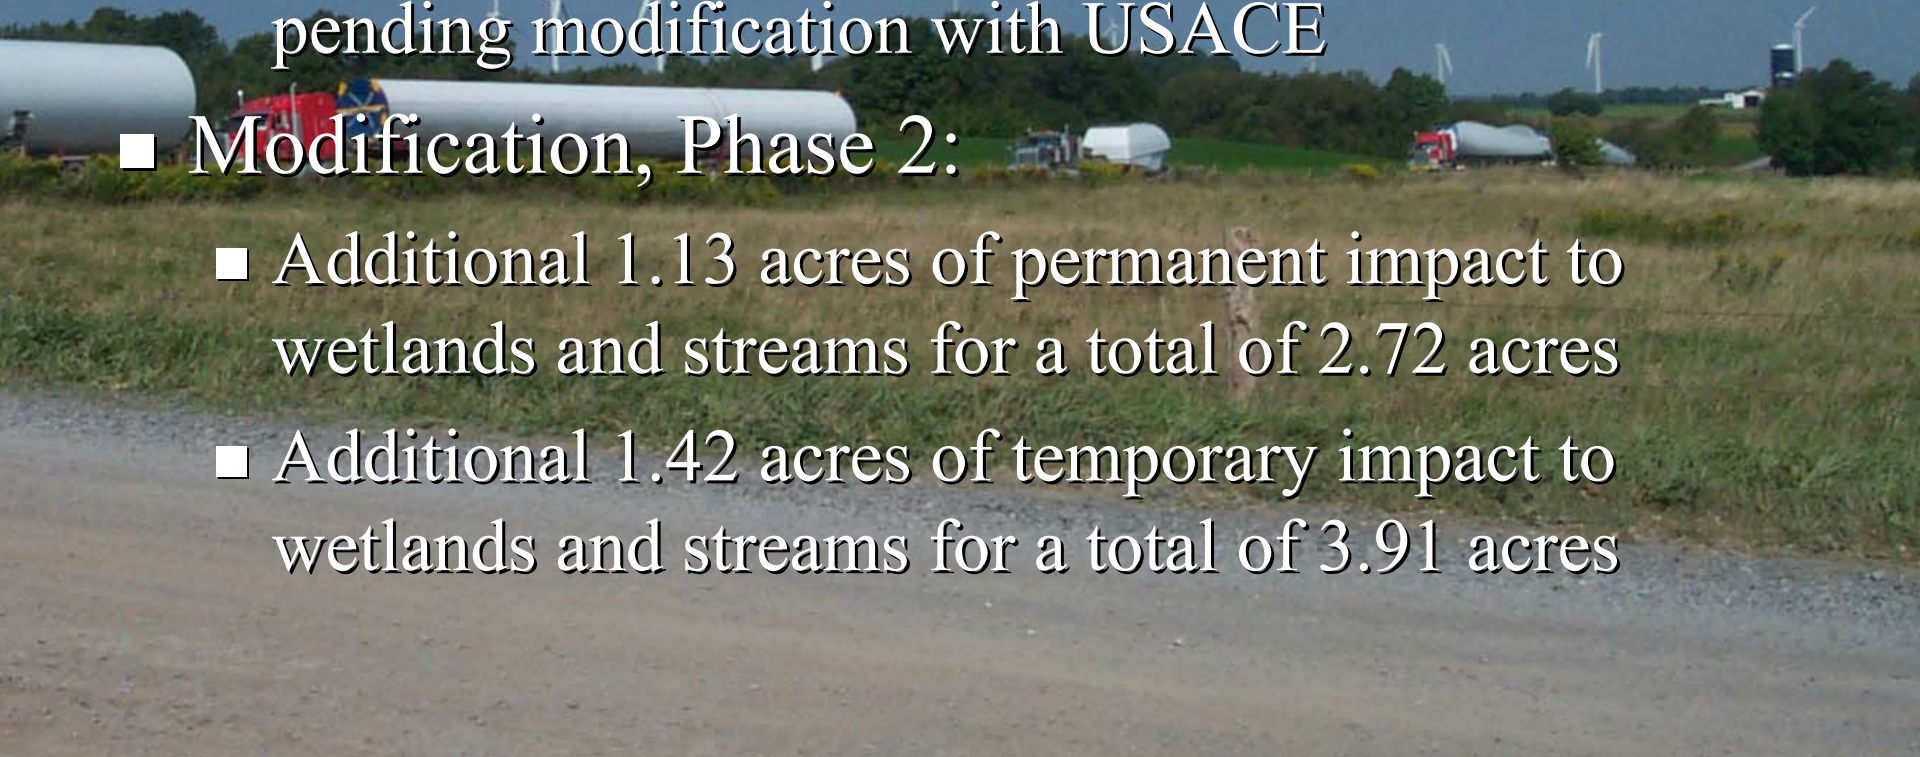 pending modification with USACE
Modification, Phase 2:
Additional 1.13 acres of permanent impact to
wetlands and streams for a total of 2.72 acres
Additional 1.42 acres of temporary impact to
wetlands and streams for a total of 3.91 acres